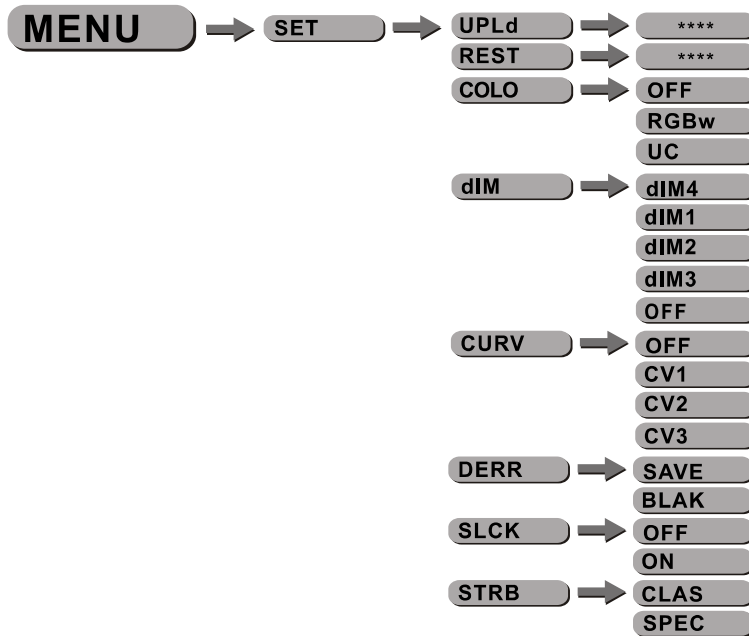 MENU SET UPLd ****
REST ****
COLO OFF
RGBw
UC
dIM dIM4
dIM1
dIM2
dIM3
OFF
CURV OFF
CV1
CV2
CV3
DERR SAVE
BLAK
SLCK OFF
ON
STRB CLAS
SPEC